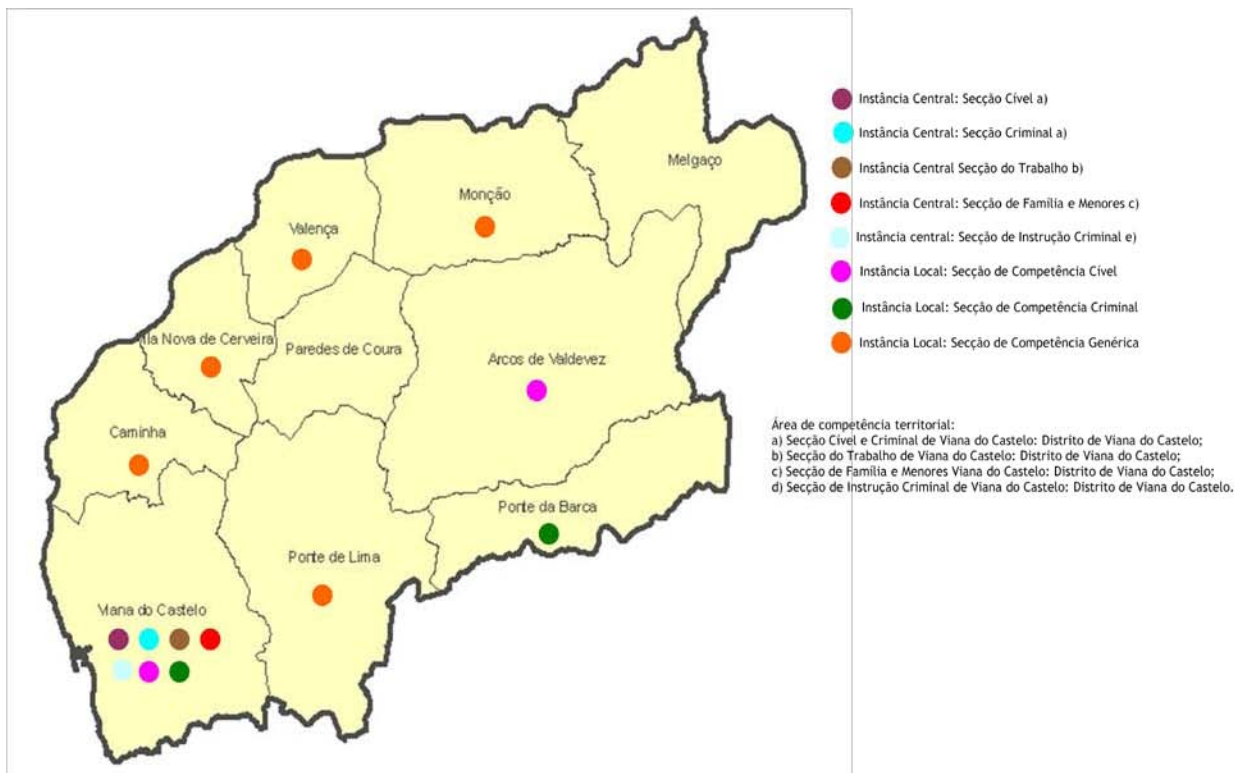 Melgaço
Monção
Valença
ila Nova de Cerveira
Paredes de Coura
Arcos de Valdevez
Caminha
Ponte da Barca
Ponte de Lima
Viana do Castelo
Instância Central: Secção Cível a)
Instância Central: Secção Criminal a)
Instância Central Secção do Trabalho b)
Instância Central: Secção de Família e Menores c)
Instância central: Secção de Instrução Criminal e)
Instância Local: Secção de Competência Cível
Instância Local: Secção de Competência Criminal
Instância Local: Secção de Competência Genérica
Área de competência territorial:
a) Secção Cível e Criminal de Viana do Castelo: Distrito de Viana do Castelo;
b) Secção do Trabalho de Viana do Castelo: Distrito de Viana do Castelo;
c) Secção de Família e Menores Viana do Castelo: Distrito de Viana do Castelo;
d) Secção de Instrução Criminal de Viana do Castelo: Distrito de Viana do Castelo.